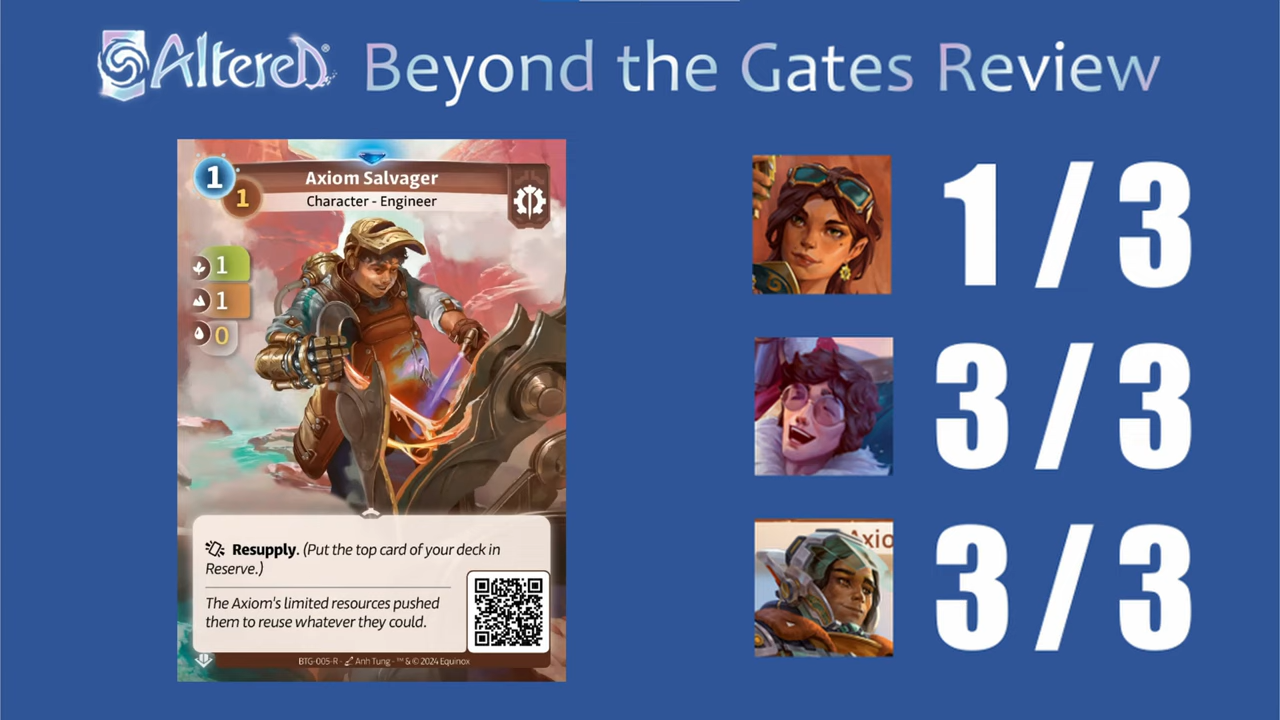 Altered® Beyond the Gates Review
1
1
Axiom Salvager
Character - Engineer
1
1
0
Resupply. (Put the top card of your deck in
Reserve.)
The Axiom's limited resources pushed
them to reuse whatever they could.
BTG-005-R - Anh Tung - ™ & © 2024 Equinox
1 / 3
3 / 3
Axio
3 / 3